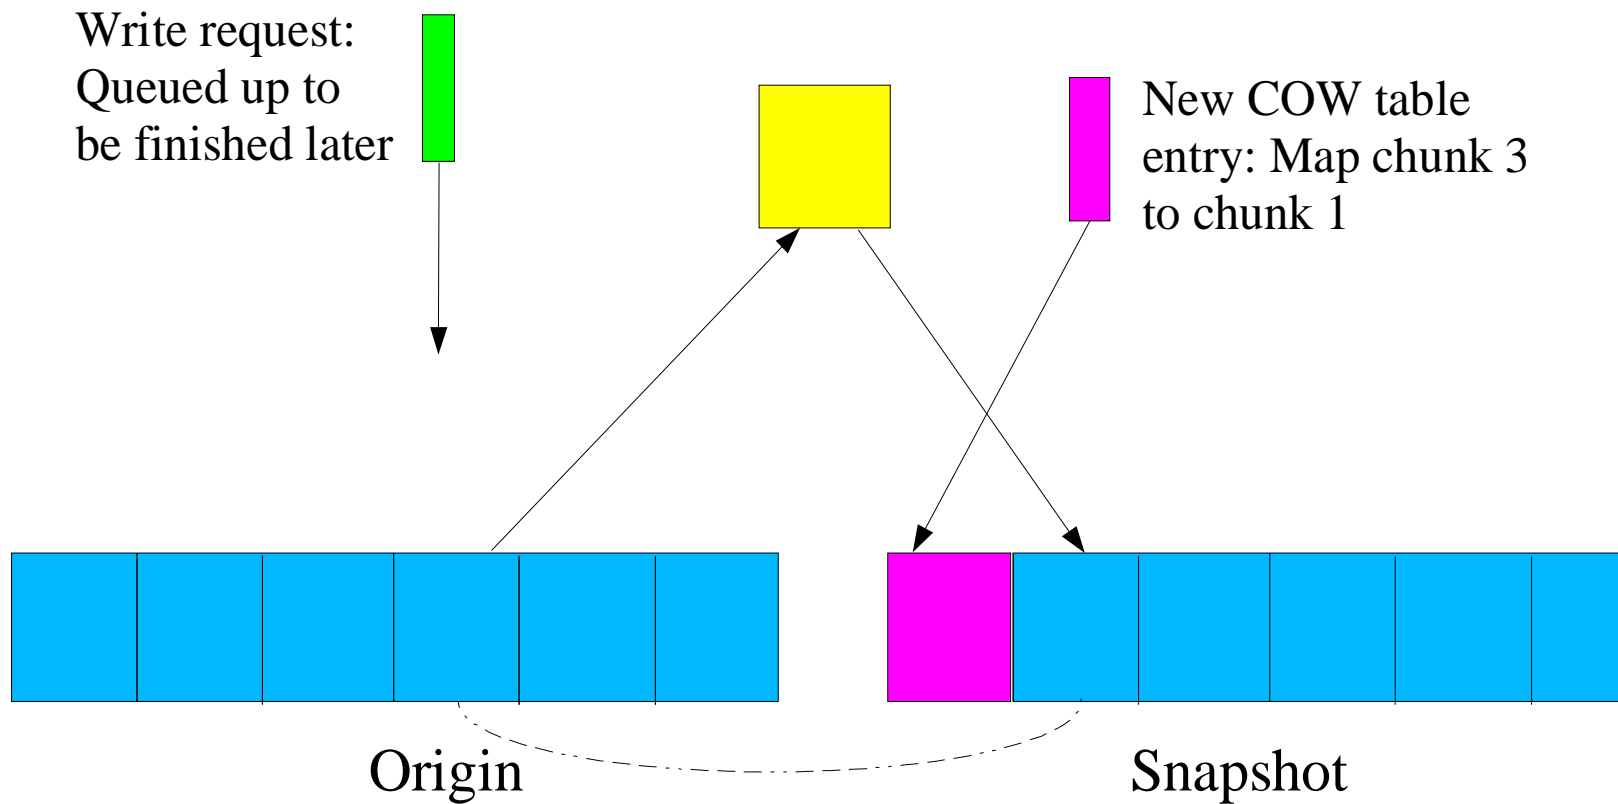 Write request:
Queued up to
be finished later
New COW table
entry: Map chunk 3
to chunk 1
Origin
Snapshot